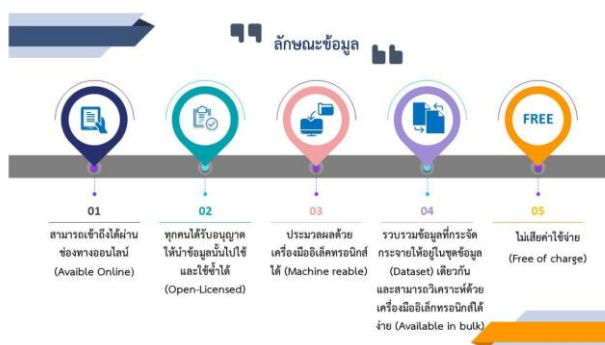 ลักษณะข้อมูล
FREE
01
สามารถเข้าถึงได้ผ่าน
ช่องทางออนไลน์
(Avaible Online)
02
ทุกคนได้รับอนุญาต
ให้นำข้อมูลนั้นไปใช้
และใช้ซ้ำได้
(Open-Licensed)
03
ประมวลผลด้วย
เครื่องมืออิเล็คทรอนิกส์
ได้ (Machine reable)
04
รวบรวมข้อมูลที่กระจัด
กระจายให้อยู่ในชุดข้อมูล
(Dataset) เดียวกัน
และสามารถวิเคราะห์ด้วย
เครื่องมืออิเล็กทรอนิกส์ได้
ง่าย (Available in bulk)
05
ไม่เสียค่าใช้จ่าย
(Free of charge)